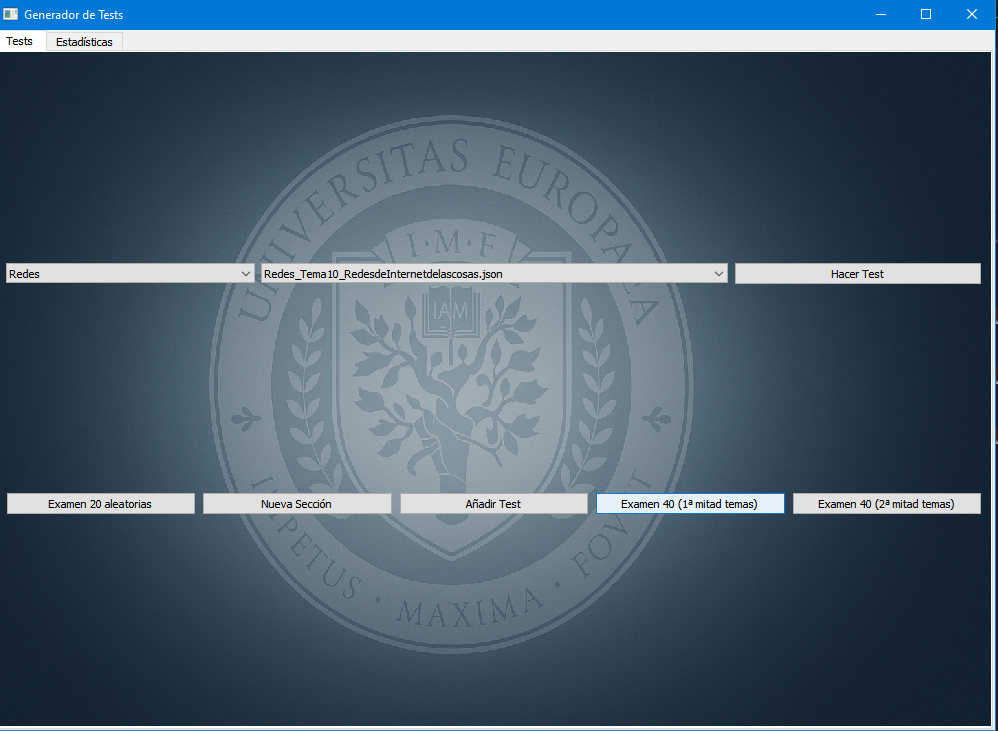 Generador de Tests
Tests Estadísticas
UNIVERSITAS EUROPAEA
I·M·F
Redes Redes_Tema10_RedesdeInternetdelascosas.json Hacer Test
IAM
Examen 20 aleatorias Nueva Sección Añadir Test Examen 40 (1ª mitad temas) Examen 40 (2ª mitad temas)
IMPETUS · MAXIMA · FOVENT